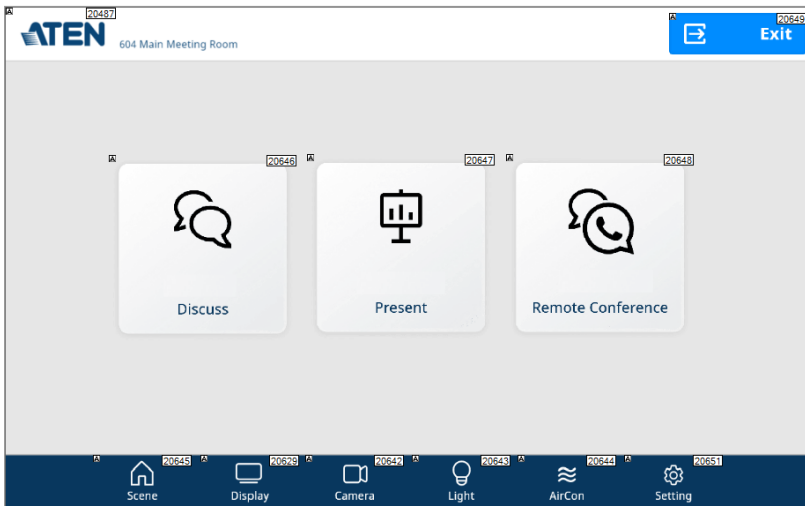 A 20487
ATEN
604 Main Meeting Room
A 20649
Exit
A 20646
A 20647
A 20648
Discuss
Present
Remote Conference
A 20645
A 20629
A 20642
A 20643
A 20644
A 20651
Scene
Display
Camera
Light
AirCon
Setting